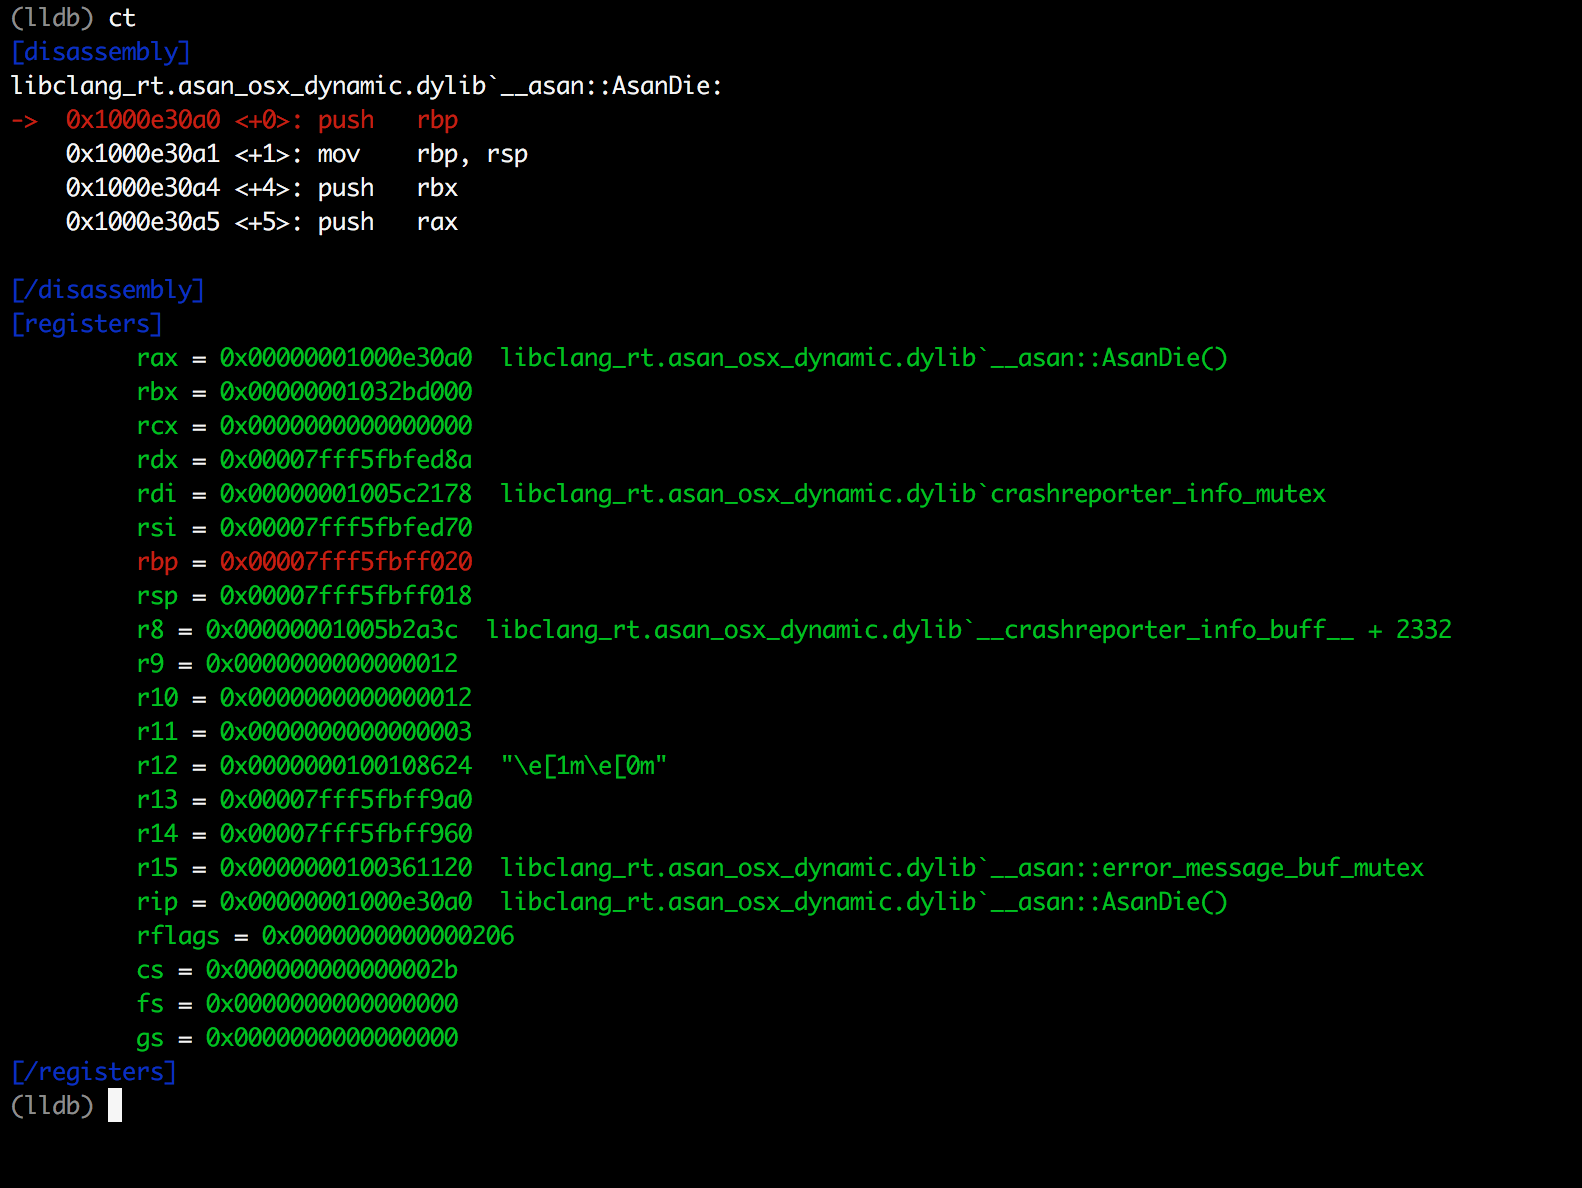 (lldb) ct
[disassembly]
libclang_rt.asan_osx_dynamic.dylib`__asan::AsanDie:
->  0x1000e30a0 <+0>: push   rbp
    0x1000e30a1 <+1>: mov    rbp, rsp
    0x1000e30a4 <+4>: push   rbx
    0x1000e30a5 <+5>: push   rax
[/disassembly]
[registers]
         rax = 0x00000001000e30a0  libclang_rt.asan_osx_dynamic.dylib`__asan::AsanDie()
         rbx = 0x00000001032bd000
         rcx = 0x0000000000000000
         rdx = 0x00007fff5fbfed8a
         rdi = 0x00000001005c2178  libclang_rt.asan_osx_dynamic.dylib`crashreporter_info_mutex
         rsi = 0x00007fff5fbfed70
         rbp = 0x00007fff5fbff020
         rsp = 0x00007fff5fbff018
         r8 = 0x00000001005b2a3c  libclang_rt.asan_osx_dynamic.dylib`__crashreporter_info_buff__ + 2332
         r9 = 0x0000000000000012
         r10 = 0x0000000000000012
         r11 = 0x0000000000000003
         r12 = 0x0000000100108624  "\e[1m\e[0m"
         r13 = 0x00007fff5fbff9a0
         r14 = 0x00007fff5fbff960
         r15 = 0x0000000100361120  libclang_rt.asan_osx_dynamic.dylib`__asan::error_message_buf_mutex
         rip = 0x00000001000e30a0  libclang_rt.asan_osx_dynamic.dylib`__asan::AsanDie()
         rflags = 0x0000000000000206
         cs = 0x000000000000002b
         fs = 0x0000000000000000
         gs = 0x0000000000000000
[/registers]
(lldb)